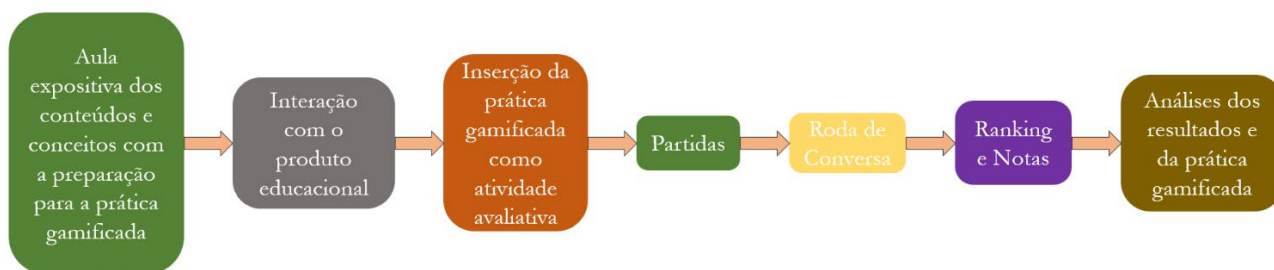 Aula
expositiva dos
conteúdos e
conceitos com
a preparação
para a prática
gamificada
Interação
com o
produto
educacional
Inserção da
prática
gamificada
como
atividade
avaliativa
Partidas
Roda de
Conversa
Ranking
e Notas
Análises dos
resultados e
da prática
gamificada